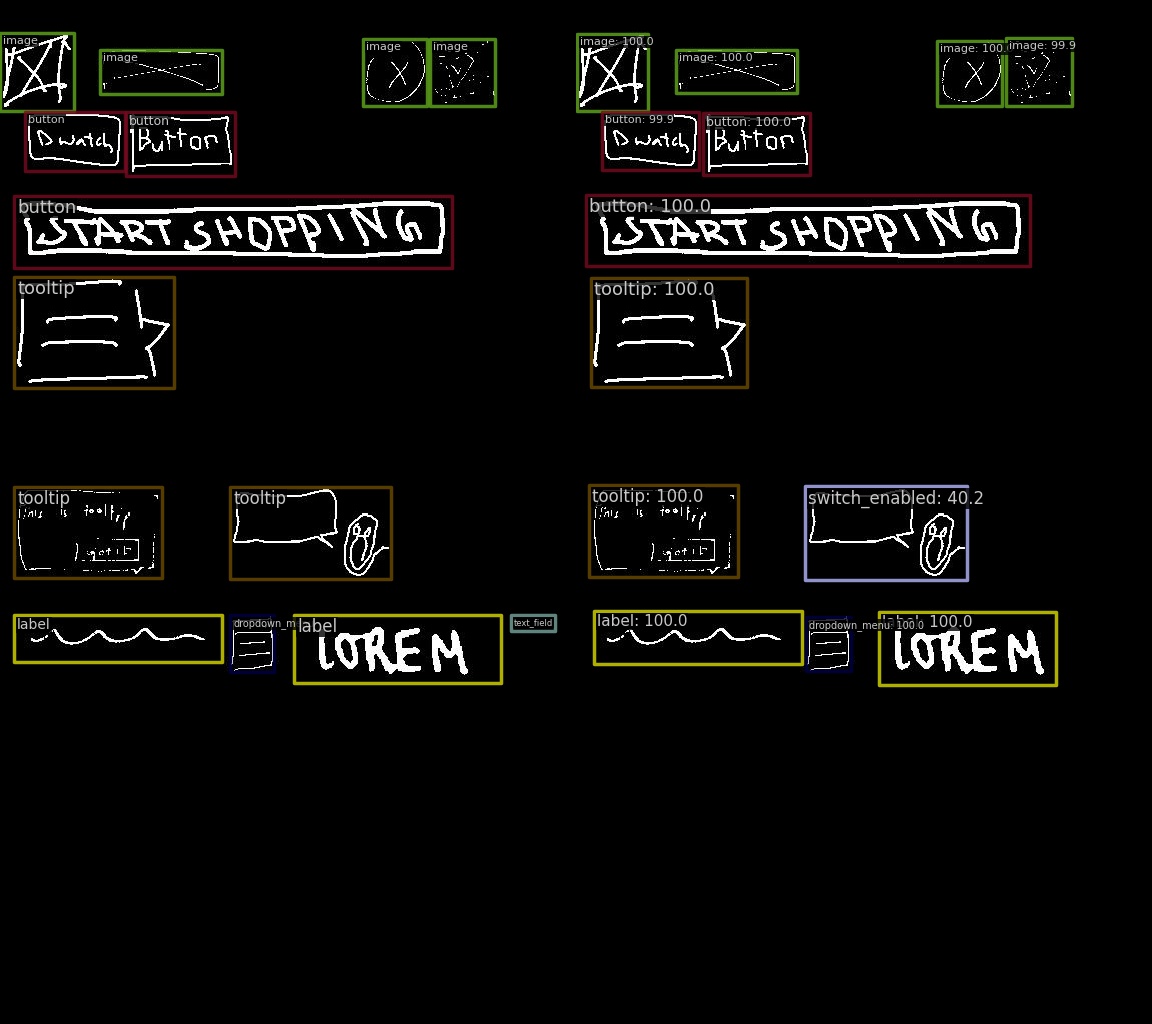 image image image image image: 100.0 image: 100.0 image: 100. image: 99.9
button button button: 99.9 button: 100.0
D watch Button D watch Button
button button: 100.0
START SHOPPING START SHOPPING
tooltip tooltip: 100.0
tooltip tooltip tooltip: 100.0 switch_enabled: 40.2
This is tooltip This is tooltip
got it got it
label dropdown_m label text_field label: 100.0 dropdown_menu: 100.0 label: 100.0
lOREM lOREM